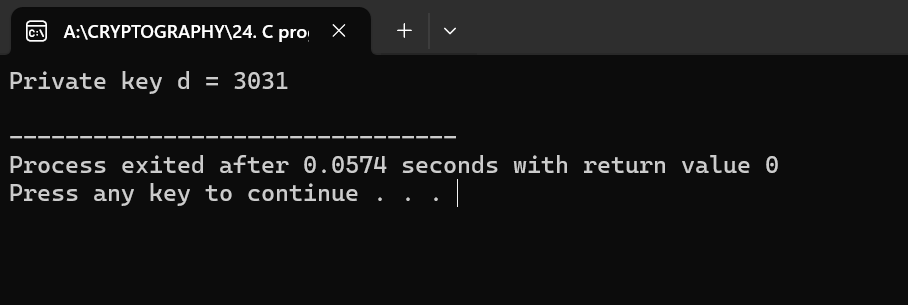 A:\CRYPTOGRAPHY\24. C pro
Private key d = 3031
--------------------------------
Process exited after 0.0574 seconds with return value 0
Press any key to continue . . .